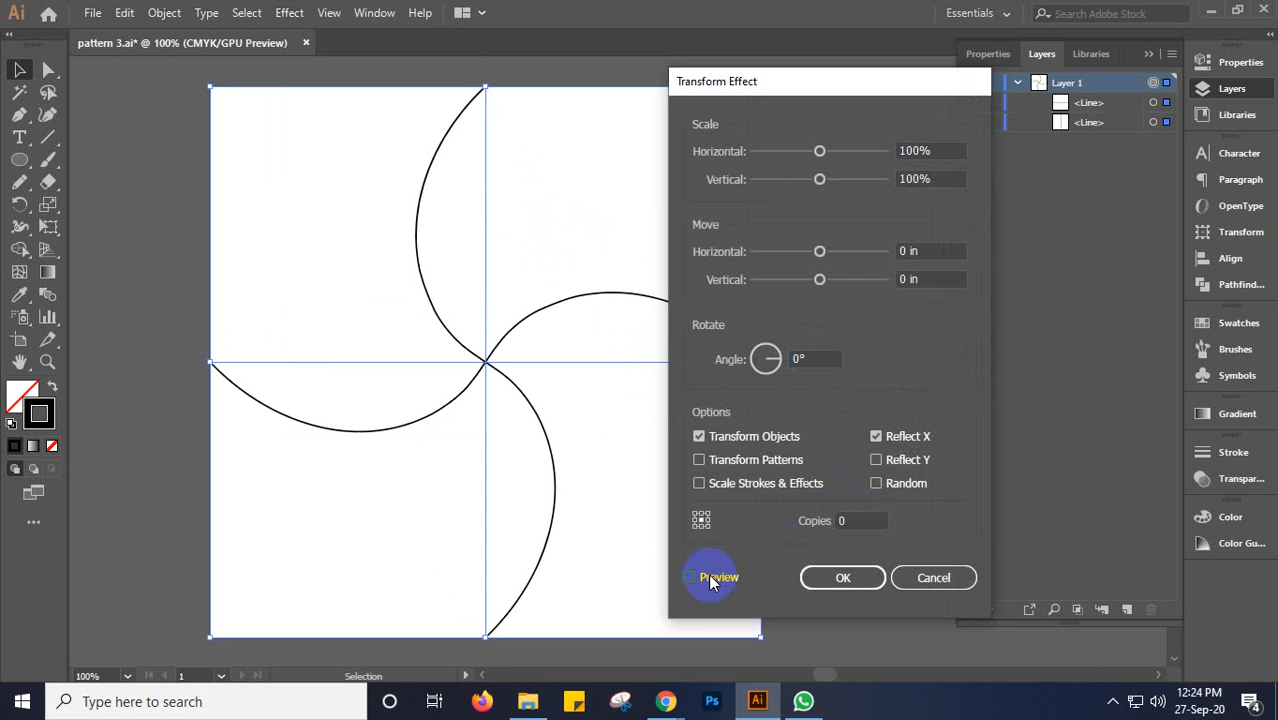 Ai File Edit Object Type Select Effect View Window Help Essentials Search Adobe Stock
pattern 3.ai* @ 100% (CMYK/GPU Preview) ×
Properties Layers Libraries
Layer 1
<Line>
<Line>
Properties
Layers
Libraries
Character
Paragraph
OpenType
Transform
Align
Pathfind...
Swatches
Brushes
Symbols
Gradient
Stroke
Transpar...
Color
Color Gu...
Transform Effect
Scale
Horizontal: 100%
Vertical: 100%
Move
Horizontal: 0 in
Vertical: 0 in
Rotate
Angle: 0°
Options
Transform Objects Reflect X
Transform Patterns Reflect Y
Scale Strokes & Effects Random
Copies 0
Preview OK Cancel
100% 1 Selection
Type here to search Ps Ai 12:24 PM
27-Sep-20 4